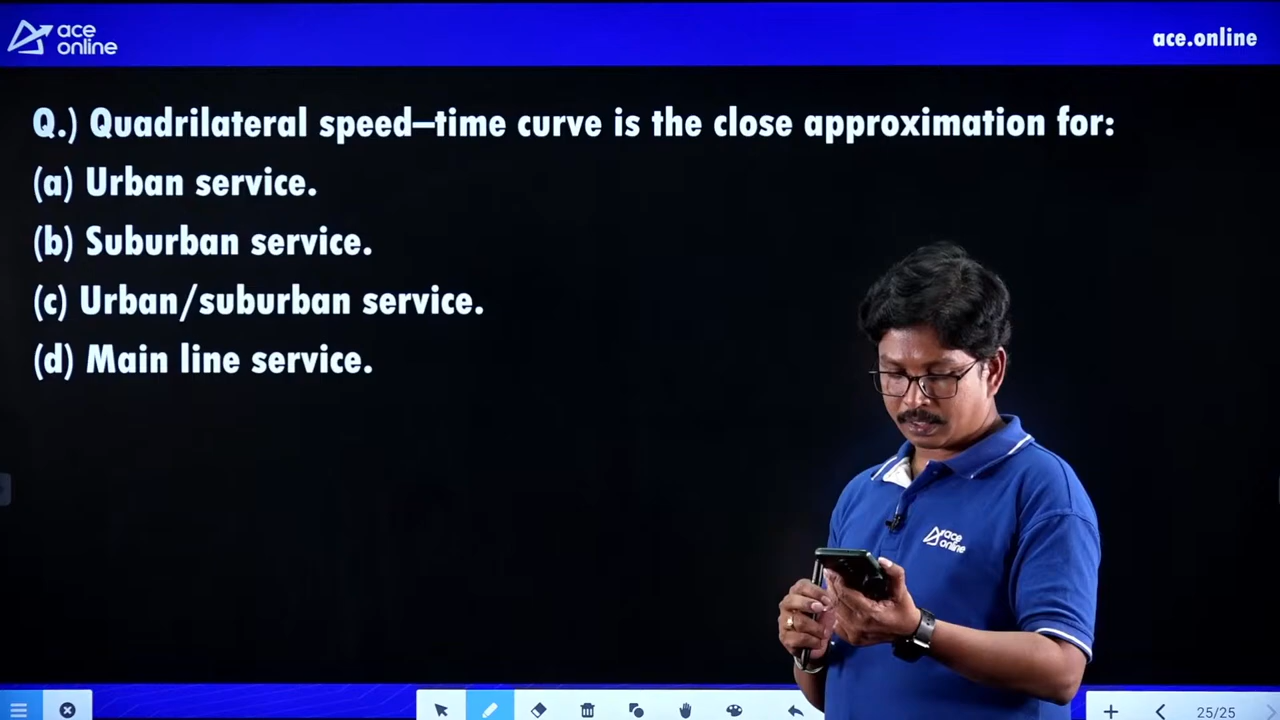 ace
online
ace.online
Q.) Quadrilateral speed–time curve is the close approximation for:
(a) Urban service.
(b) Suburban service.
(c) Urban/suburban service.
(d) Main line service.
ace
online
25/25